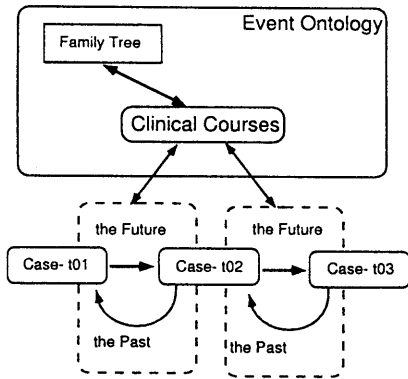 Event Ontology
Family Tree
Clinical Courses
the Future
the Future
Case- t01
Case- t02
Case- t03
the Past
the Past